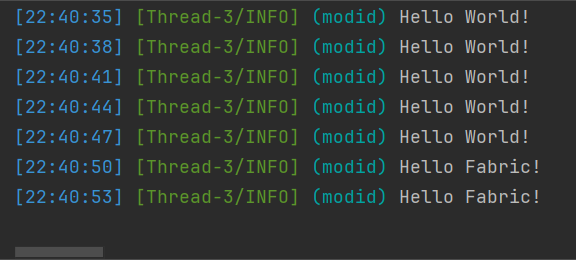 [22:40:35] [Thread-3/INFO] (modid) Hello World!
[22:40:38] [Thread-3/INFO] (modid) Hello World!
[22:40:41] [Thread-3/INFO] (modid) Hello World!
[22:40:44] [Thread-3/INFO] (modid) Hello World!
[22:40:47] [Thread-3/INFO] (modid) Hello World!
[22:40:50] [Thread-3/INFO] (modid) Hello Fabric!
[22:40:53] [Thread-3/INFO] (modid) Hello Fabric!